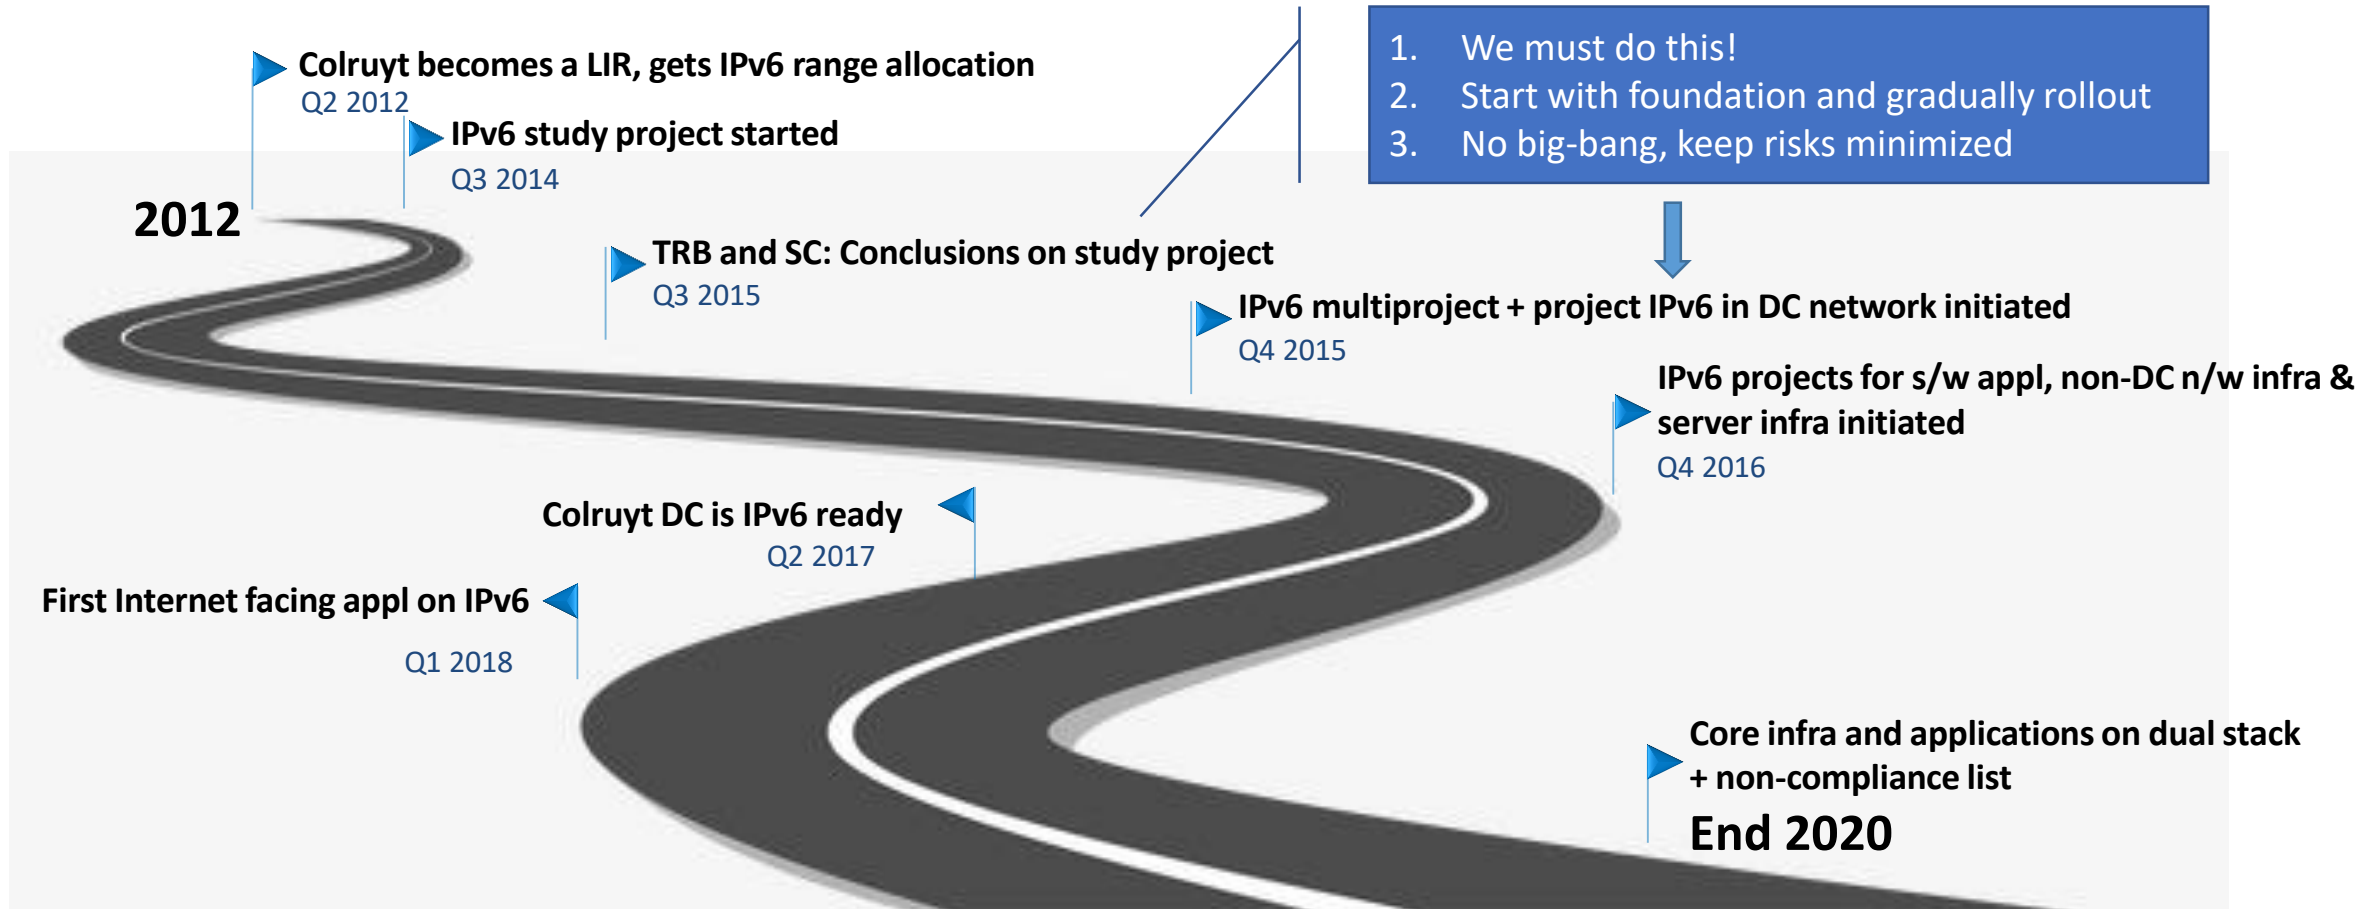 Colruyt becomes a LIR, gets IPv6 range allocation
Q2 2012
IPv6 study project started
Q3 2014
2012
1. We must do this!
2. Start with foundation and gradually rollout
3. No big-bang, keep risks minimized
TRB and SC: Conclusions on study project
Q3 2015
IPv6 multiproject + project IPv6 in DC network initiated
Q4 2015
IPv6 projects for s/w appl, non-DC n/w infra &
server infra initiated
Q4 2016
Colruyt DC is IPv6 ready
Q2 2017
First Internet facing appl on IPv6
Q1 2018
Core infra and applications on dual stack
+ non-compliance list
End 2020